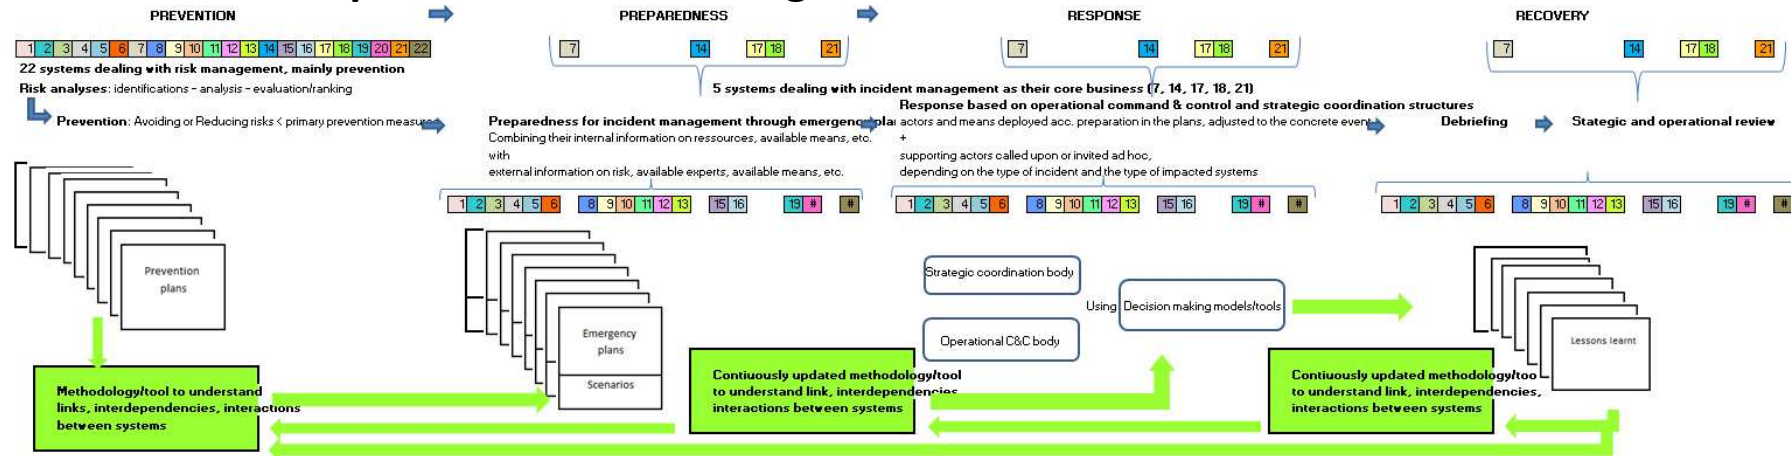 PREVENTION
PREPAREDNESS
RESPONSE
RECOVERY
1 2 3 4 5 6 7 8 9 10 11 12 13 14 15 16 17 18 19 20 21 22
7 14 17 18 21
7 14 17 18 21
7 14 17 18 21
22 systems dealing with risk management, mainly prevention
Risk analyses: identifications - analysis - evaluation/ranking
5 systems dealing with incident management as their core business (7, 14, 17, 18, 21)
Prevention: Avoiding or Reducing risks < primary prevention measures
Preparedness for incident management through emergency plan
Combining their internal information on ressources, available means, etc.
with
external information on risk, available experts, available means, etc.
Response based on operational command & control and strategic coordination structures
actors and means deployed acc. preparation in the plans, adjusted to the concrete event
+
supporting actors called upon or invited ad hoc,
depending on the type of incident and the type of impacted systems
Debriefing
Stategic and operational review
1 2 3 4 5 6 8 9 10 11 12 13 15 16 19 # #
1 2 3 4 5 6 8 9 10 11 12 13 15 16 19 # #
1 2 3 4 5 6 8 9 10 11 12 13 15 16 19 # #
Prevention
plans
Emergency
plans
Scenarios
Strategic coordination body
Operational C&C body
Using
Decision making models/tools
Lessons learnt
Methodology/tool to understand
links, interdependencies, interactions
between systems
Contiuously updated methodology/tool
to understand link, interdependencies,
interactions between systems
Contiuously updated methodology/too
to understand link, interdependencies,
interactions between systems